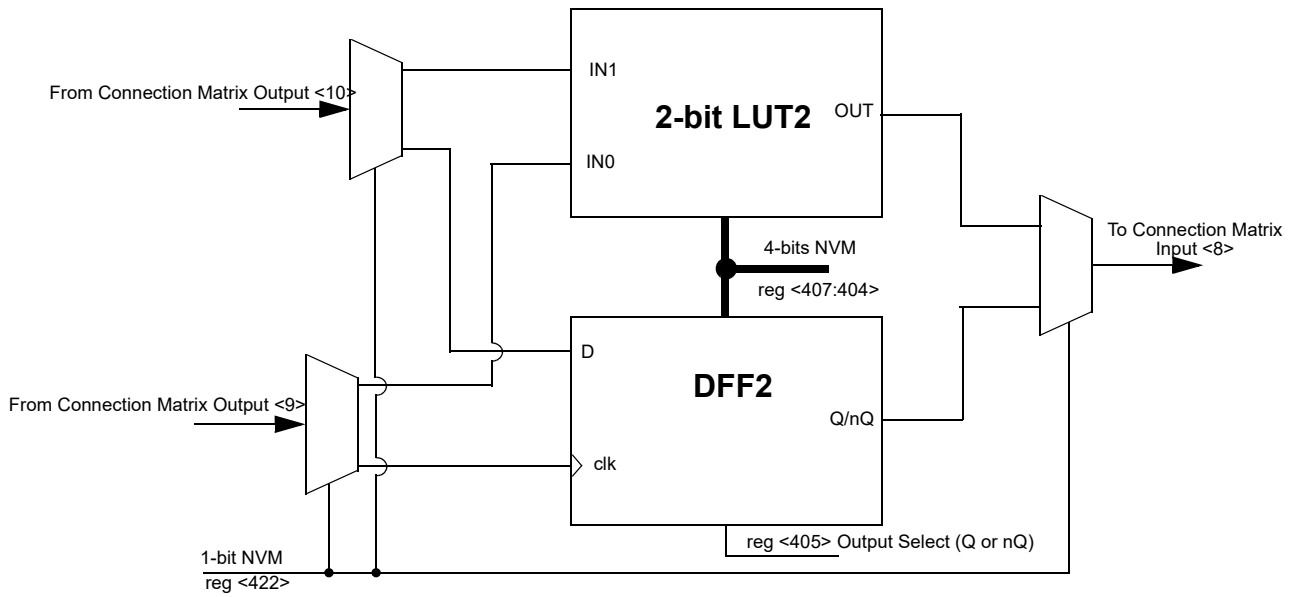 From Connection Matrix Output <10>
IN1
2-bit LUT2
OUT
IN0
To Connection Matrix
Input <8>
4-bits NVM
reg <407:404>
D
DFF2
From Connection Matrix Output <9>
Q/nQ
clk
reg <405> Output Select (Q or nQ)
1-bit NVM
reg <422>